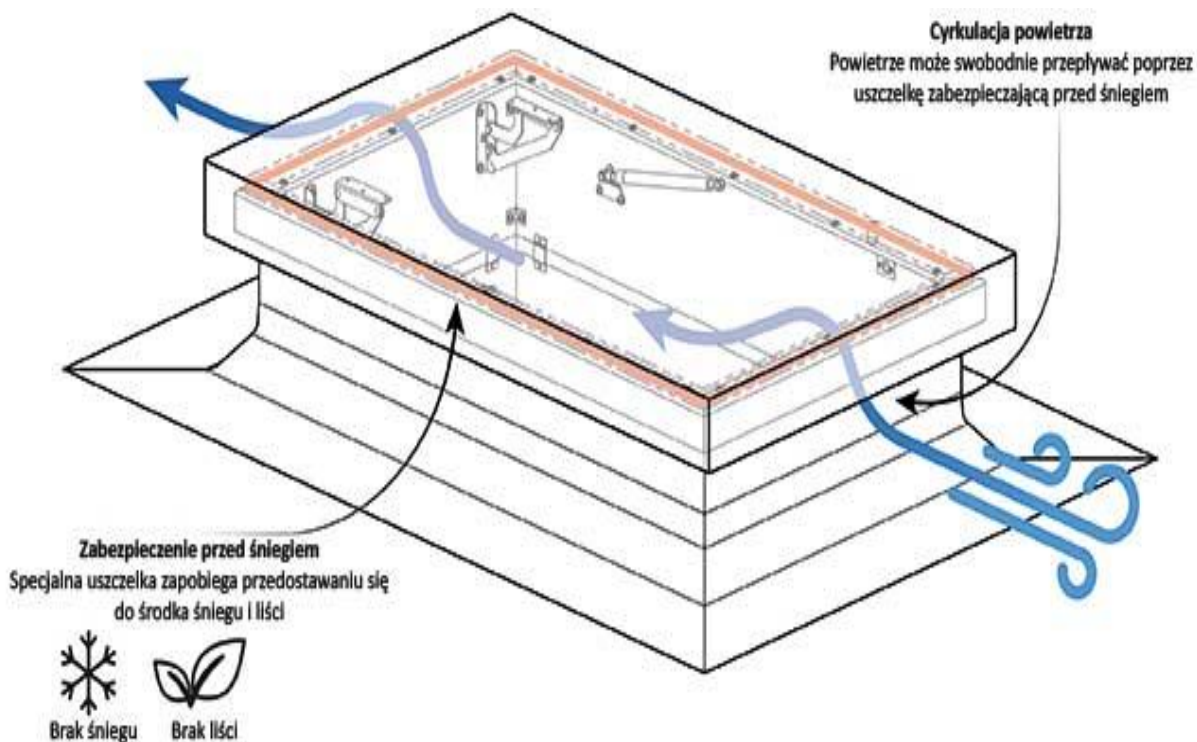 Cyrkulacja powietrza
Powietrze może swobodnie przepływać poprzez
uszczelkę zabezpieczającą przed śniegiem
Zabezpieczenie przed śniegiem
Specjalna uszczelka zapobiega przedostawaniu się
do środka śniegu i liści
Brak śniegu Brak liści